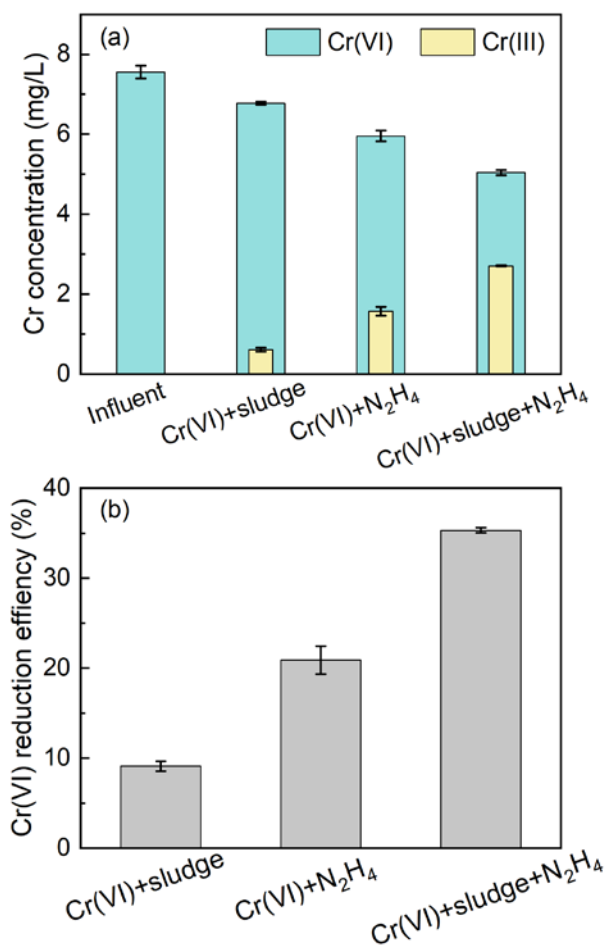 (a)
Cr(VI)
Cr(III)
Cr concentration (mg/L)
8
6
4
2
0
Influent
Cr(VI)+sludge
Cr(VI)+N₂H₄
Cr(VI)+sludge+N₂H₄
(b)
Cr(VI) reduction effiency (%)
40
30
20
10
0
Cr(VI)+sludge
Cr(VI)+N₂H₄
Cr(VI)+sludge+N₂H₄